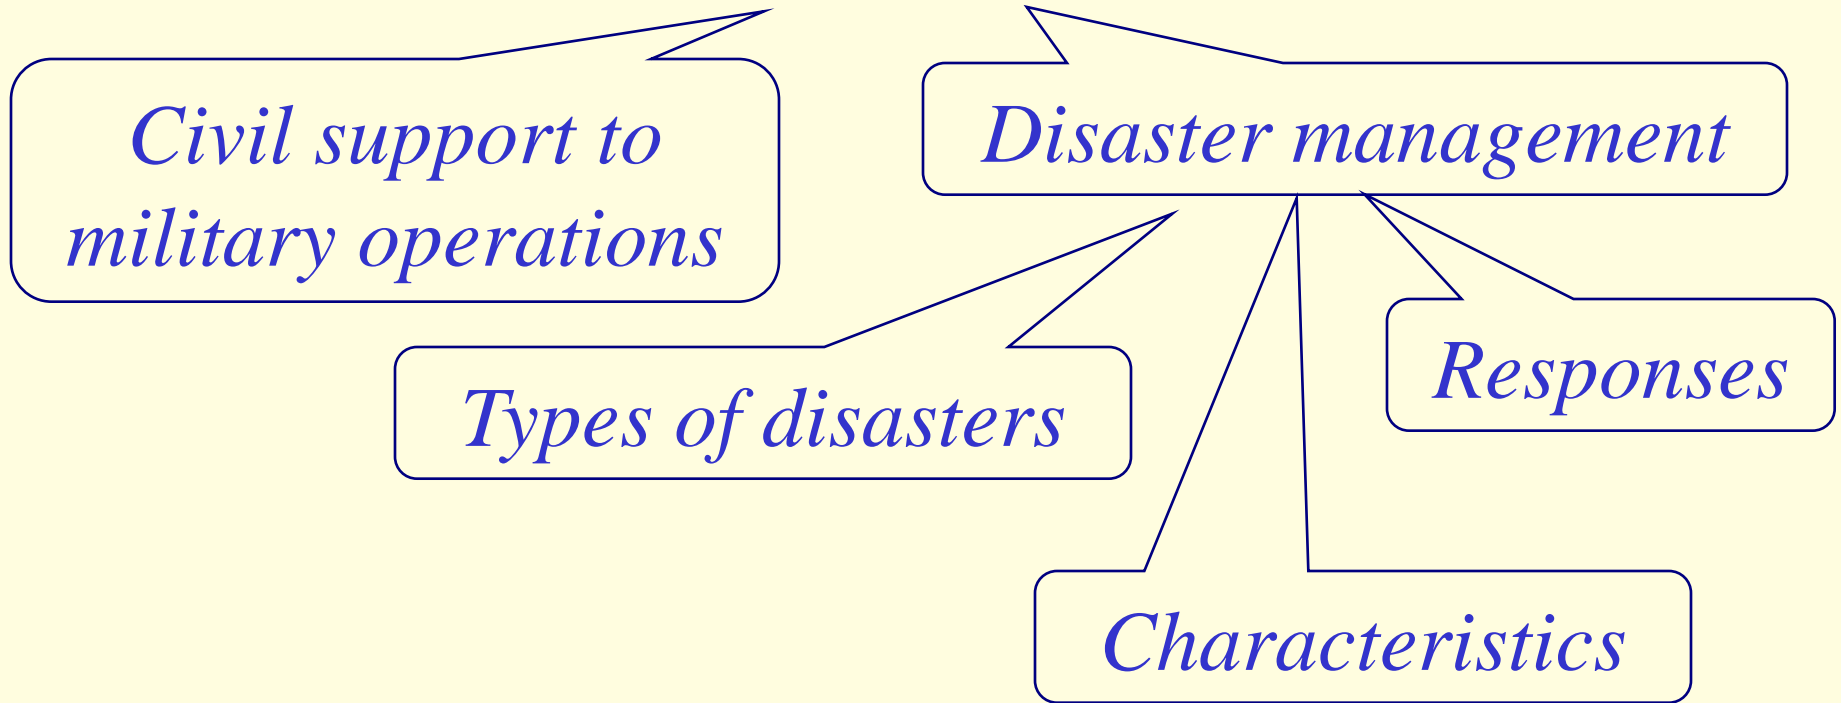 Civil support to
military operations
Disaster management
Types of disasters
Responses
Characteristics